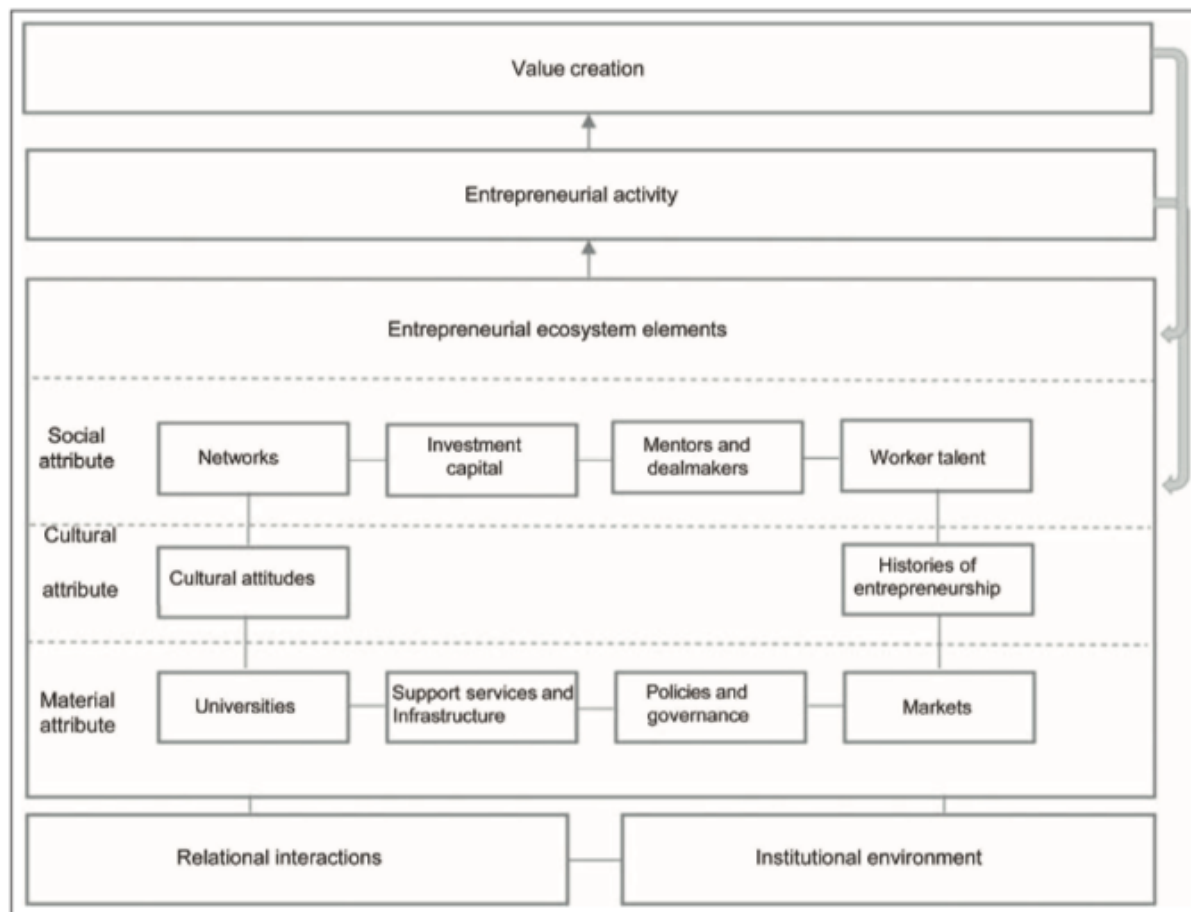 Value creation
Entrepreneurial activity
Entrepreneurial ecosystem elements
Social
attribute
Networks
Investment
capital
Mentors and
dealmakers
Worker talent
Cultural
attribute
Cultural attitudes
Histories of
entrepreneurship
Material
attribute
Universities
Support services and
Infrastructure
Policies and
governance
Markets
Relational interactions
Institutional environment